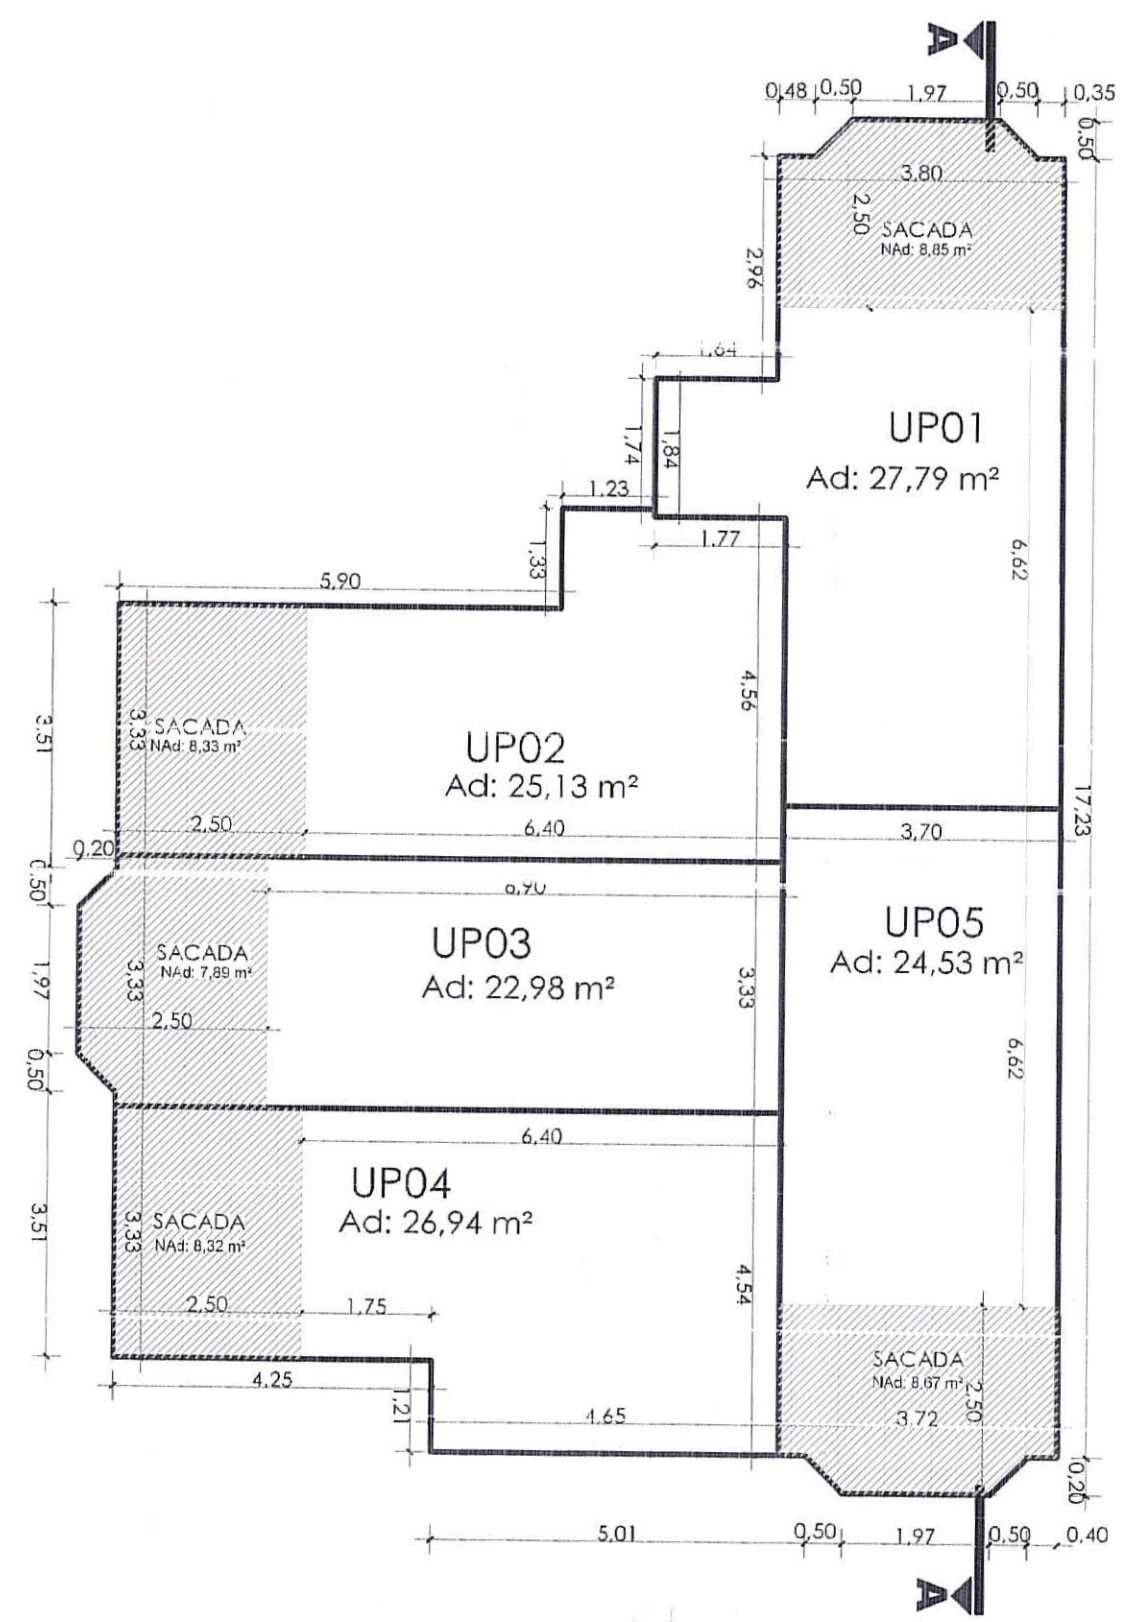 A
0,48 0,50 1,97 0,50 0,35
0,50
3,80
2,50
SACADA
NAd: 8,85 m²
2,96
1,64
UP01
Ad: 27,79 m²
1,74
1,84
1,23
1,77
1,33
6,62
5,90
4,56
3,51
3,33
SACADA
NAd: 8,33 m²
UP02
Ad: 25,13 m²
2,50
6,40
3,70
17,23
0,20
0,50
6,90
SACADA
NAd: 7,89 m²
UP03
Ad: 22,98 m²
UP05
Ad: 24,53 m²
1,97
3,33
3,33
2,50
0,50
6,62
6,40
UP04
Ad: 26,94 m²
3,51
3,33
SACADA
NAd: 8,32 m²
4,54
2,50
1,75
SACADA
NAd: 8,67 m²
2,50
4,25
1,21
4,65
3,72
0,20
5,01 0,50 1,97 0,50 0,40
A